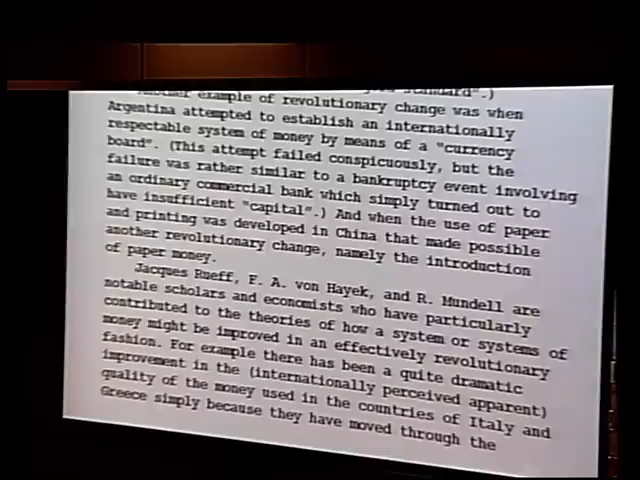 Another example of revolutionary change was when
Argentina attempted to establish an internationally
respectable system of money by means of a "currency
board". (This attempt failed conspicuously, but the
failure was rather similar to a bankruptcy event involving
an ordinary commercial bank which simply turned out to
have insufficient "capital".) And when the use of paper
and printing was developed in China that made possible
another revolutionary change, namely the introduction
of paper money.
Jacques Rueff, F. A. von Hayek, and R. Mundell are
notable scholars and economists who have particularly
contributed to the theories of how a system or systems of
money might be improved in an effectively revolutionary
fashion. For example there has been a quite dramatic
improvement in the (internationally perceived apparent)
quality of the money used in the countries of Italy and
Greece simply because they have moved through the